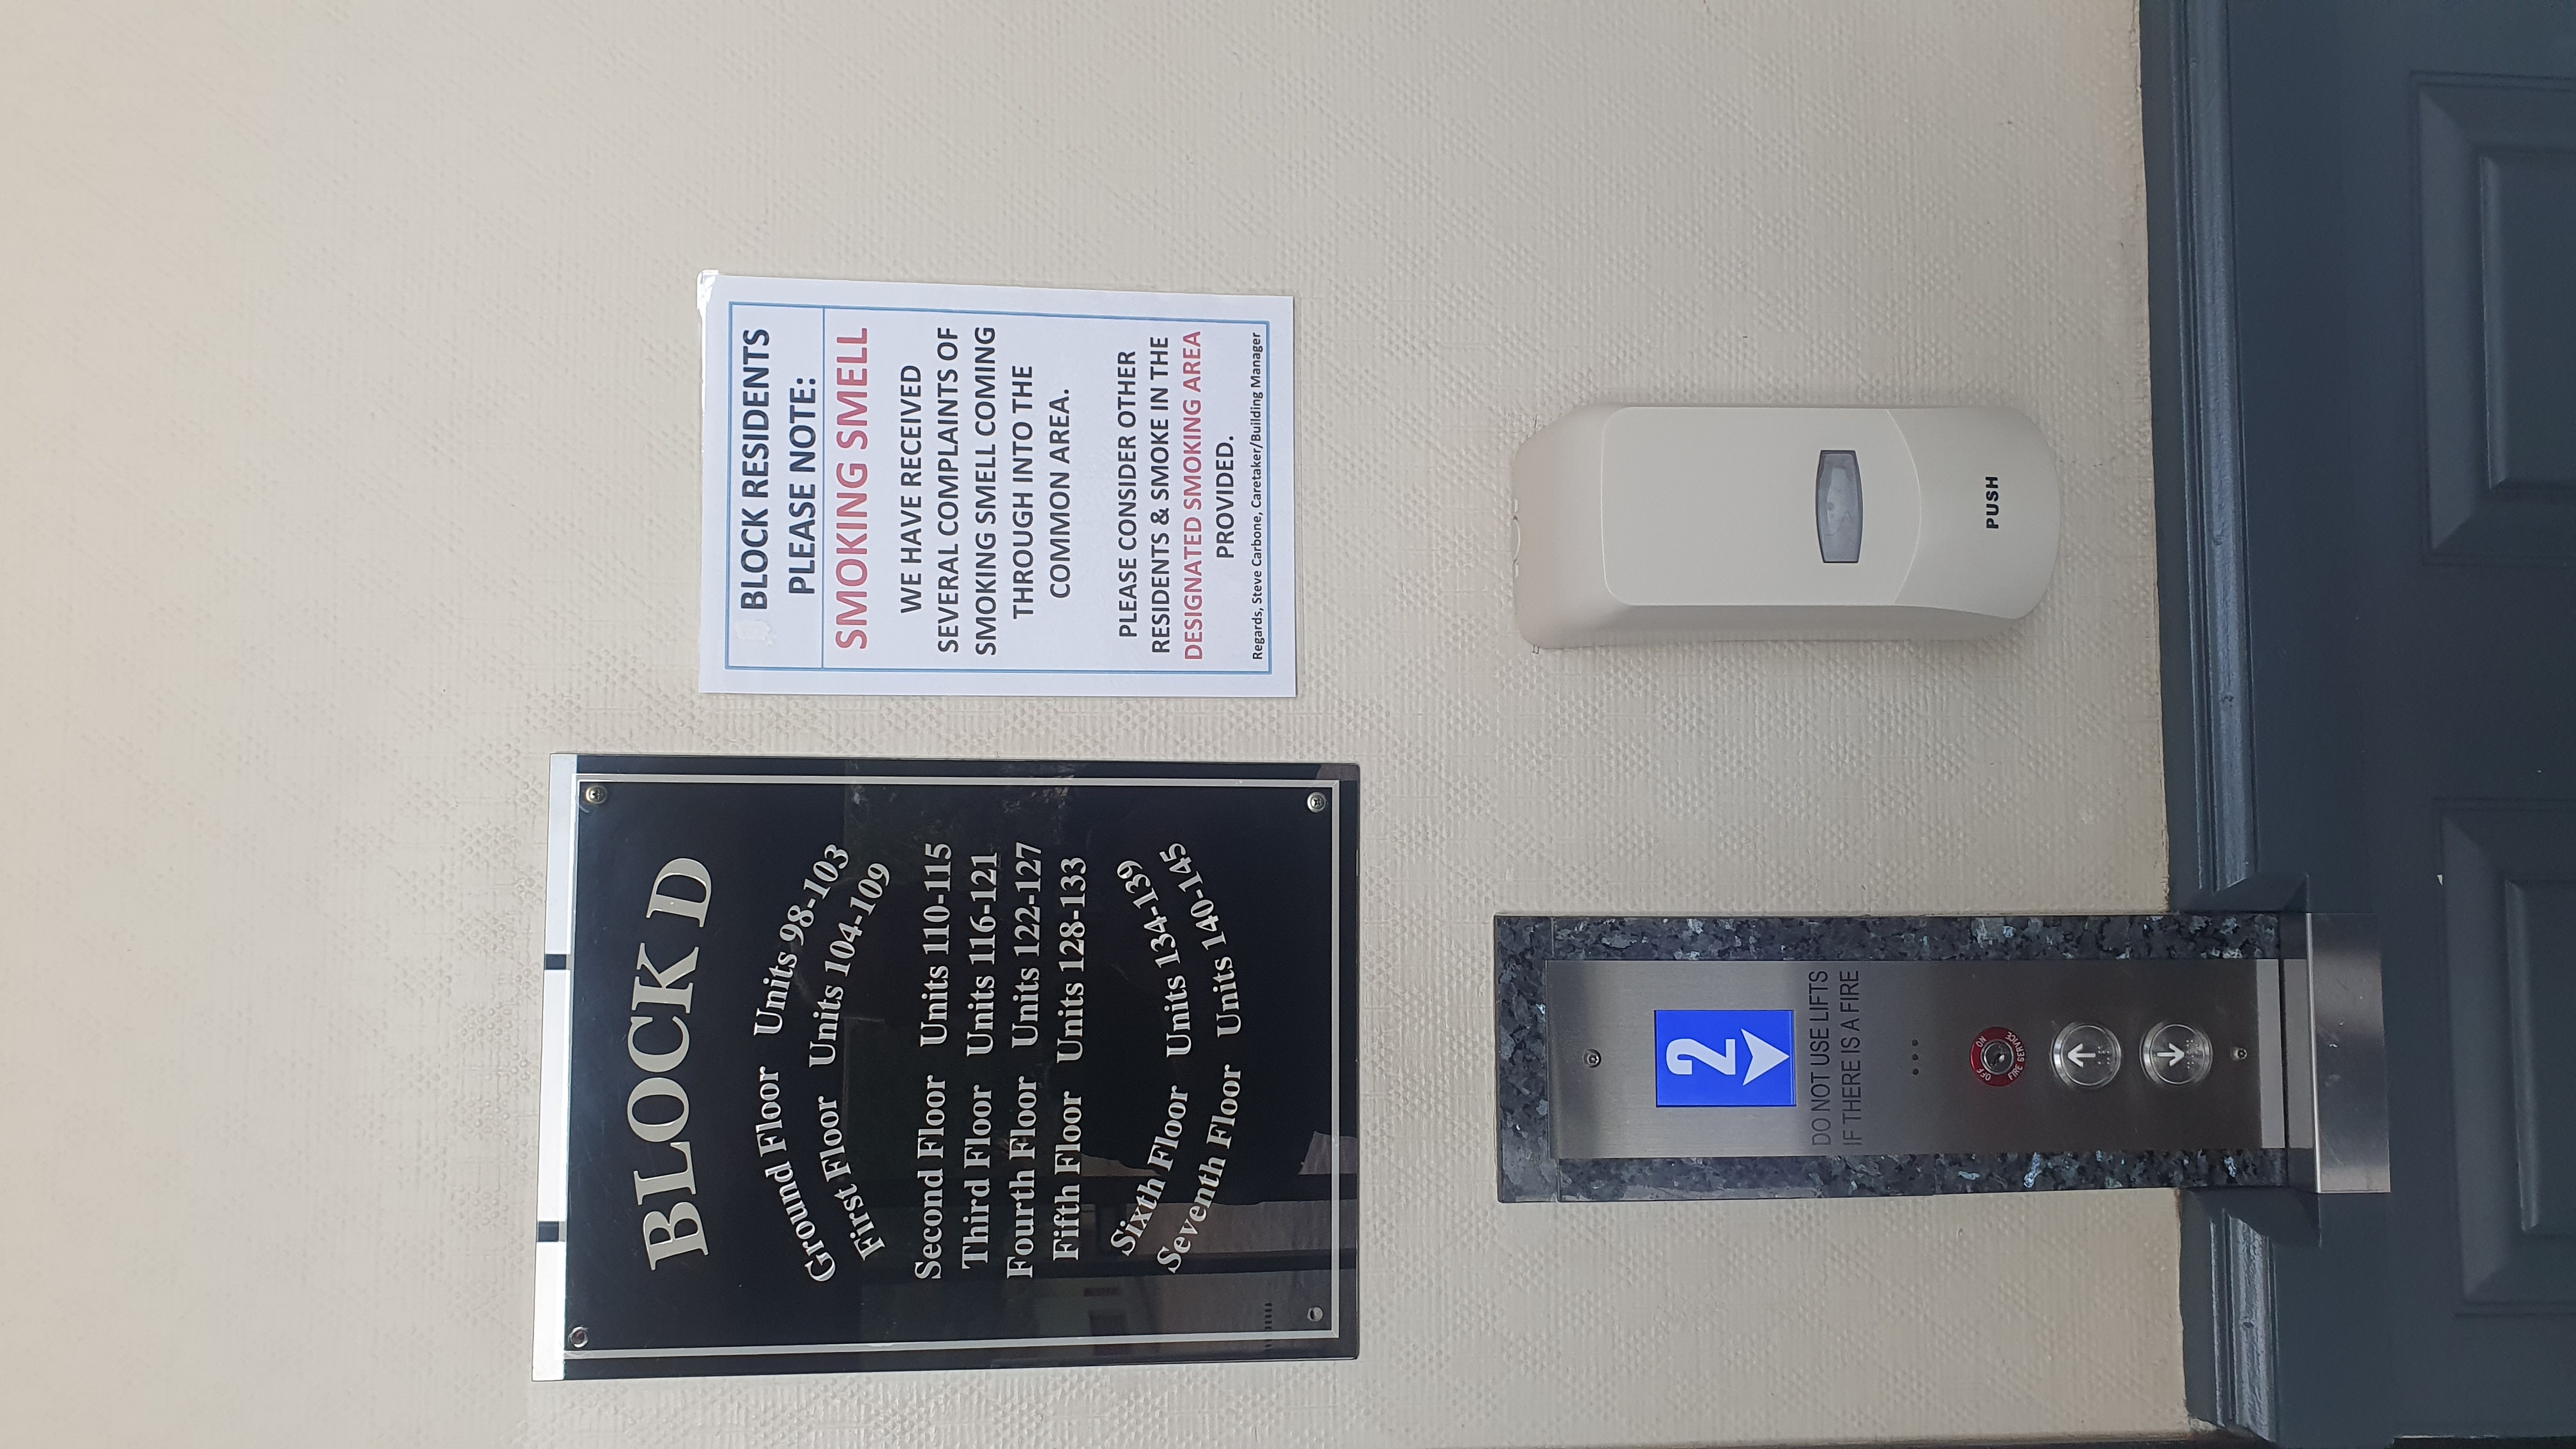 BLOCK D
Ground Floor Units 98-103
First Floor Units 104-109
Second Floor Units 110-115
Third Floor Units 116-121
Fourth Floor Units 122-127
Fifth Floor Units 128-133
Sixth Floor Units 134-139
Seventh Floor Units 140-145
BLOCK RESIDENTS
PLEASE NOTE:
SMOKING SMELL
WE HAVE RECEIVED
SEVERAL COMPLAINTS OF
SMOKING SMELL COMING
THROUGH INTO THE
COMMON AREA.
PLEASE CONSIDER OTHER
RESIDENTS & SMOKE IN THE
DESIGNATED SMOKING AREA
PROVIDED.
Regards, Steve Carbone, Caretaker/Building Manager
2
DO NOT USE LIFTS
IF THERE IS A FIRE
OFF ON
FIRE SERVICE
PUSH